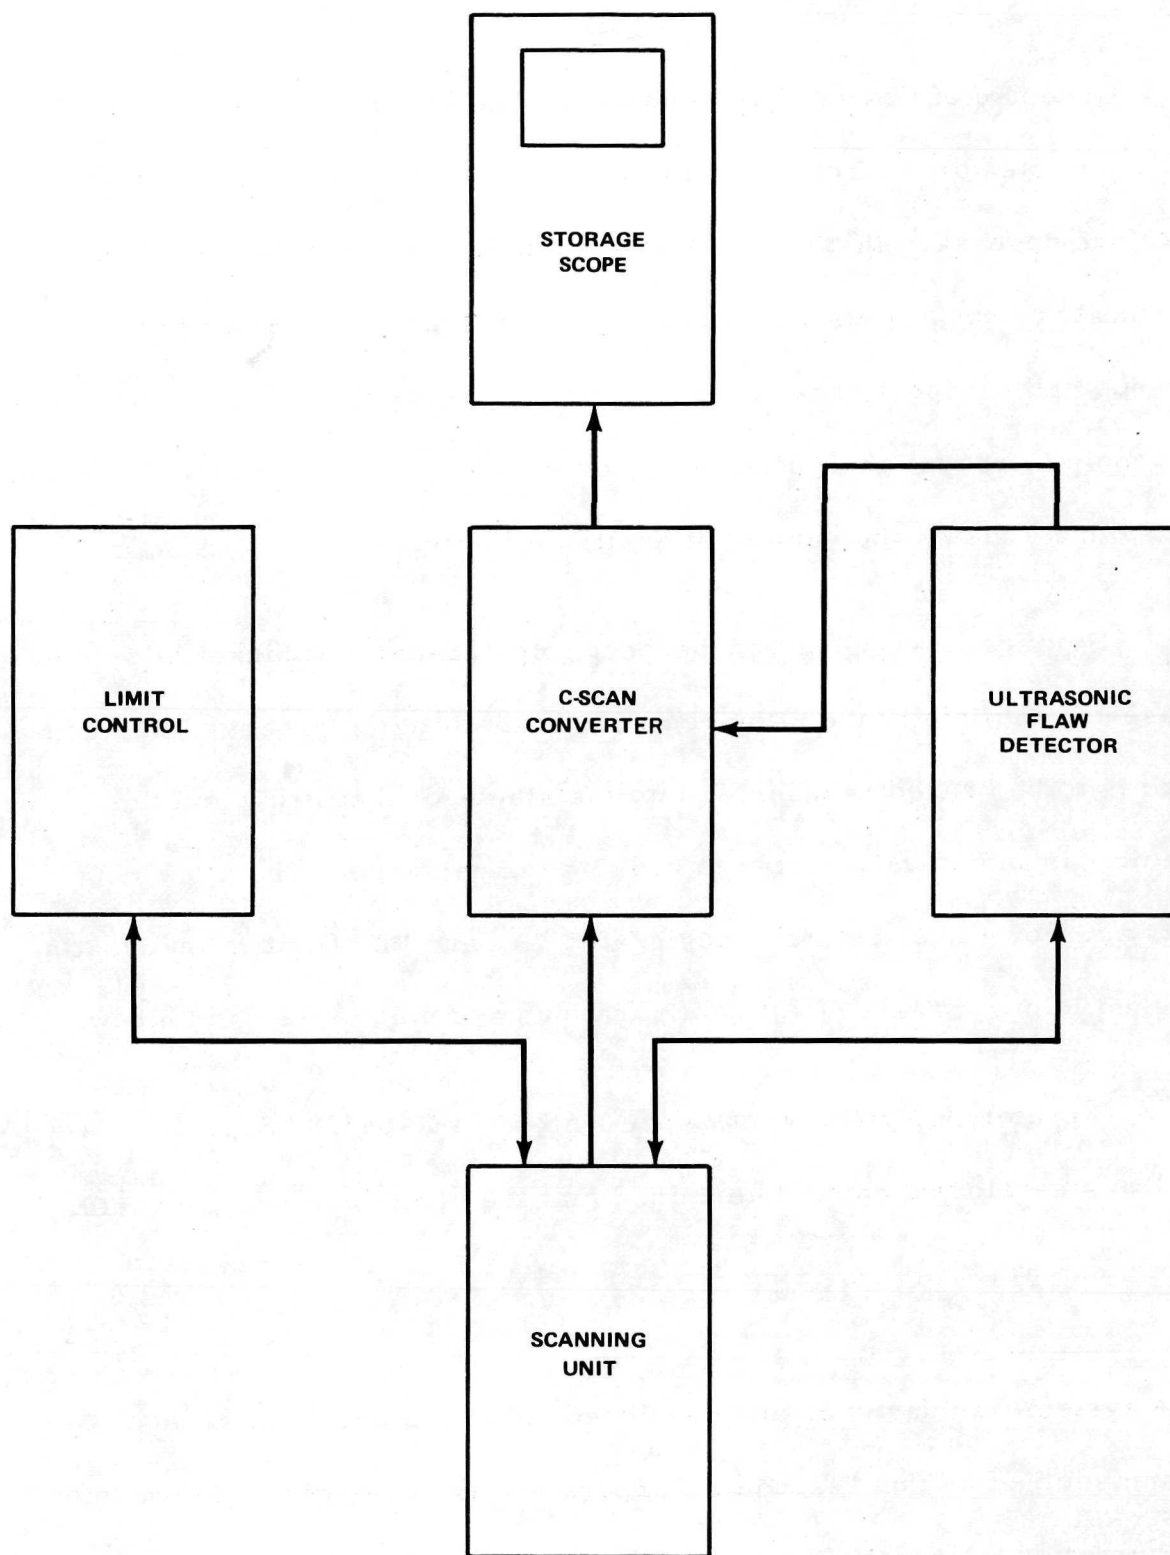 STORAGE
SCOPE
LIMIT
CONTROL
C-SCAN
CONVERTER
ULTRASONIC
FLAW
DETECTOR
SCANNING
UNIT